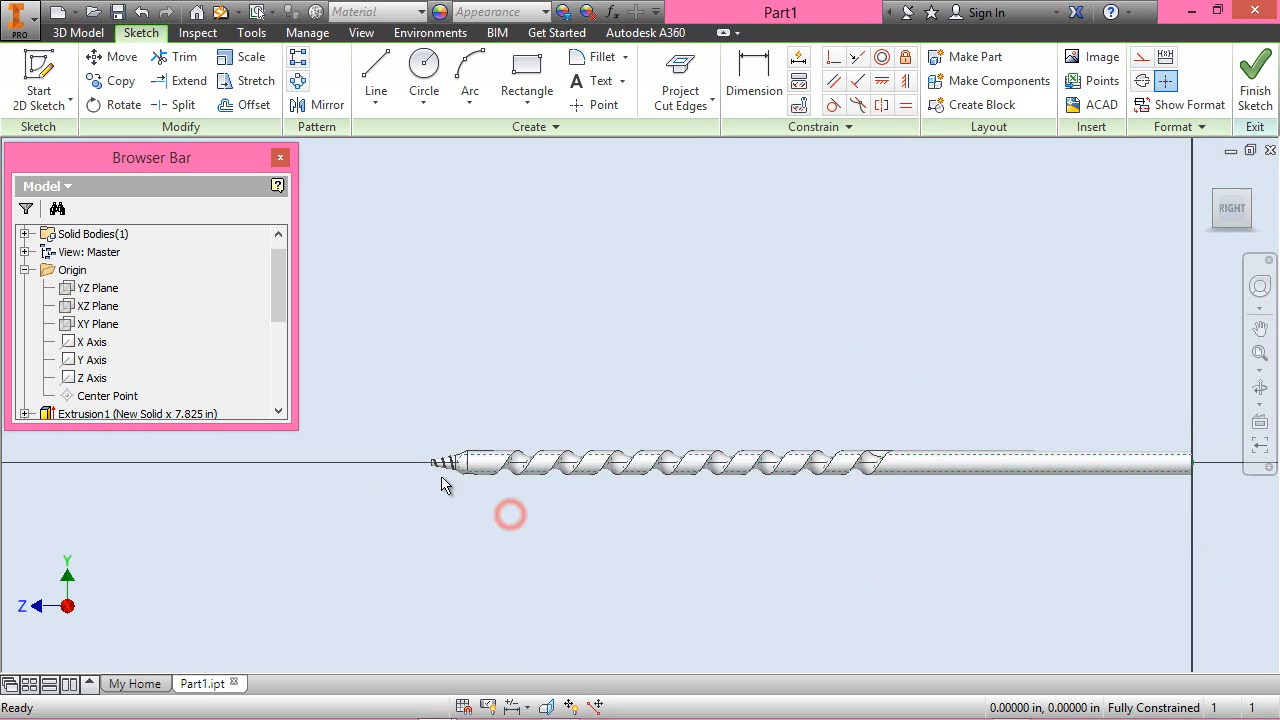 Material
Appearance
Part1
Sign In
PRO
3D Model
Sketch
Inspect
Tools
Manage
View
Environments
BIM
Get Started
Autodesk A360
Start
2D Sketch
Sketch
Move
Copy
Rotate
Trim
Extend
Split
Scale
Stretch
Offset
Modify
Mirror
Pattern
Line
Circle
Arc
Rectangle
Fillet
Text
Point
Create
Project
Cut Edges
Dimension
Constrain
Make Part
Make Components
Create Block
Layout
Image
Points
ACAD
Insert
Show Format
Format
Finish
Sketch
Exit
Browser Bar
Model
Solid Bodies(1)
View: Master
Origin
YZ Plane
XZ Plane
XY Plane
X Axis
Y Axis
Z Axis
Center Point
Extrusion1 (New Solid x 7.825 in)
RIGHT
Y
Z
My Home
Part1.ipt
Ready
0.00000 in, 0.00000 in
Fully Constrained
1
1